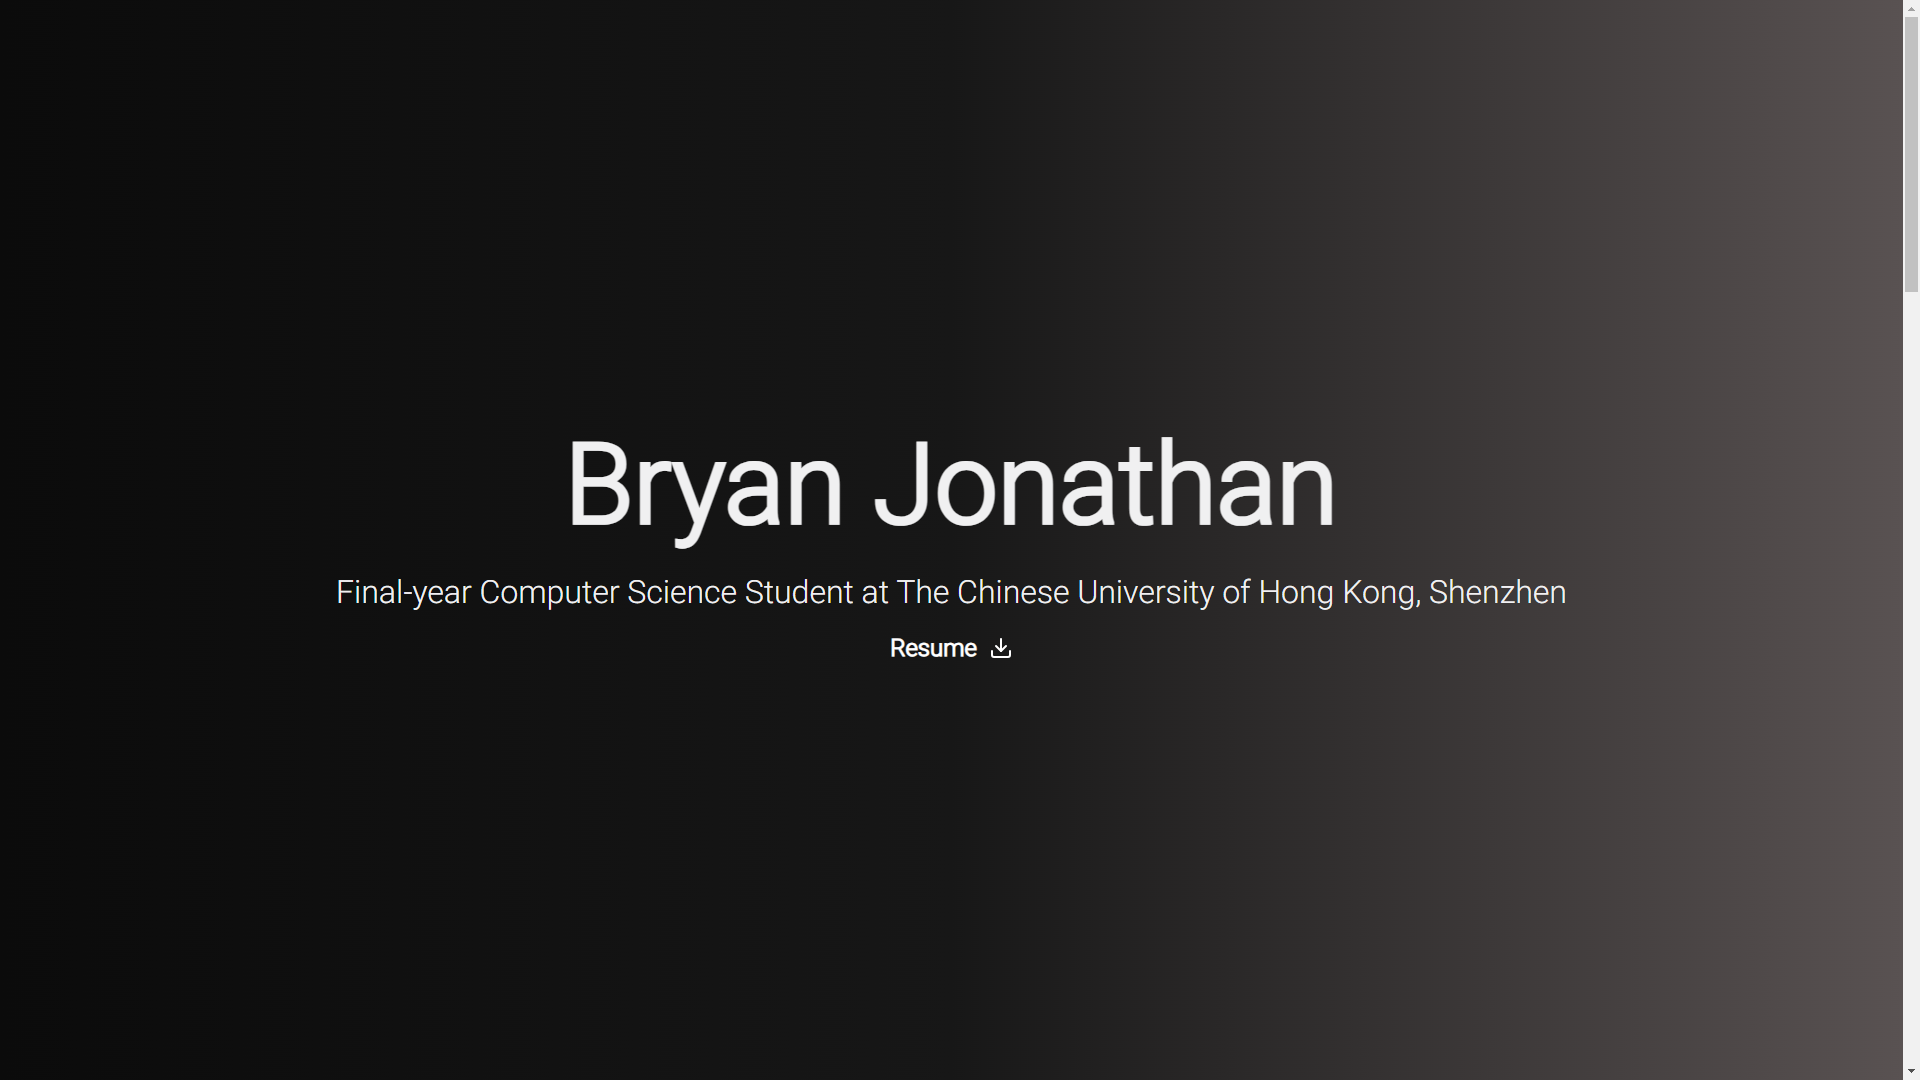 Bryan Jonathan
Final-year Computer Science Student at The Chinese University of Hong Kong, Shenzhen
Resume